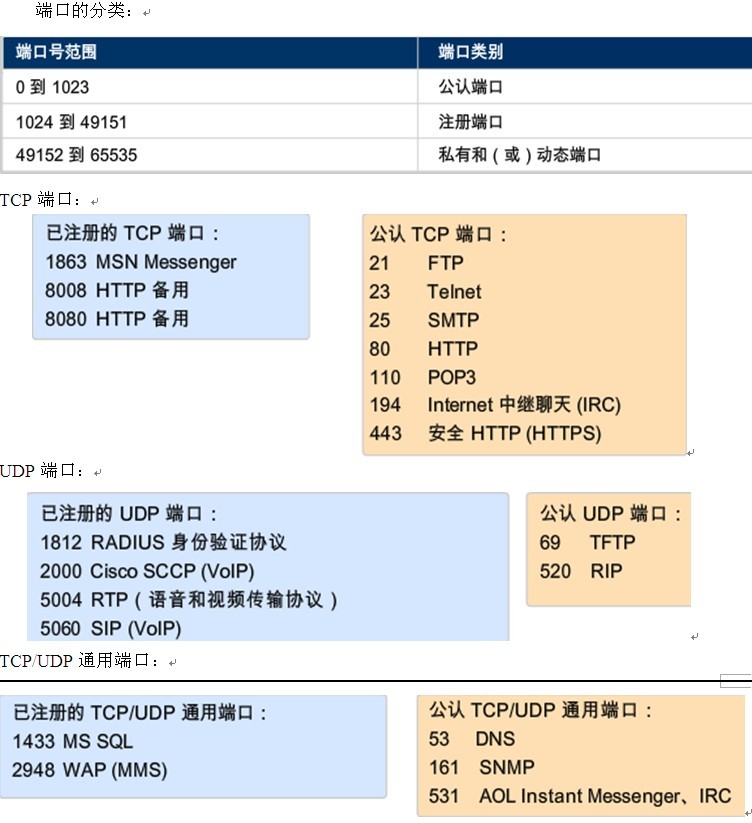 端口的分类：
端口号范围 端口类别
0 到 1023 公认端口
1024 到 49151 注册端口
49152 到 65535 私有和（或）动态端口
TCP 端口：
已注册的 TCP 端口：
1863 MSN Messenger
8008 HTTP 备用
8080 HTTP 备用
公认 TCP 端口：
21 FTP
23 Telnet
25 SMTP
80 HTTP
110 POP3
194 Internet 中继聊天 (IRC)
443 安全 HTTP (HTTPS)
UDP 端口：
已注册的 UDP 端口：
1812 RADIUS 身份验证协议
2000 Cisco SCCP (VoIP)
5004 RTP（语音和视频传输协议）
5060 SIP (VoIP)
公认 UDP 端口：
69 TFTP
520 RIP
TCP/UDP 通用端口：
已注册的 TCP/UDP 通用端口：
1433 MS SQL
2948 WAP (MMS)
公认 TCP/UDP 通用端口：
53 DNS
161 SNMP
531 AOL Instant Messenger、IRC